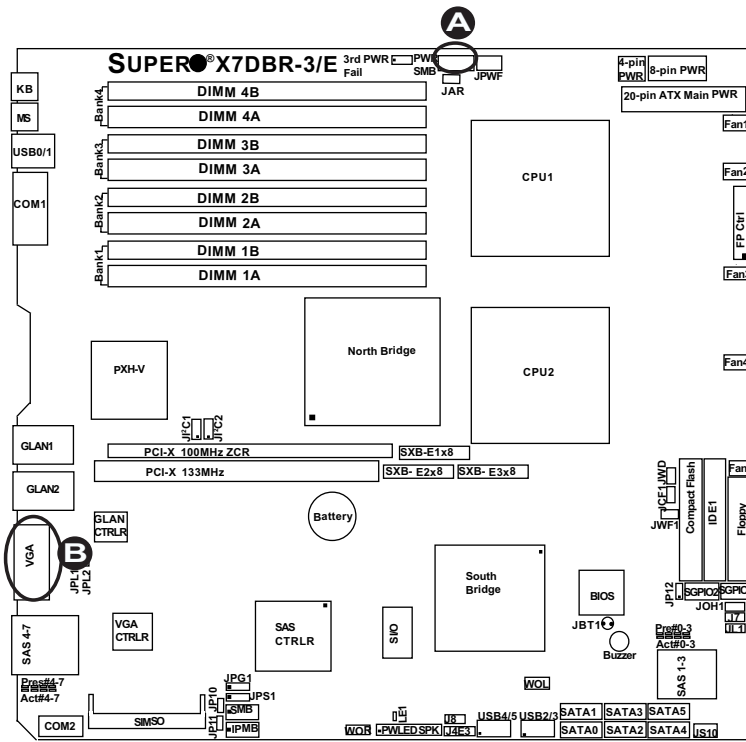 A
SUPER●® X7DBR-3/E
3rd PWR
Fail
PWR
SMB
JAR
JPWF
4-pin
PWR
8-pin PWR
20-pin ATX Main PWR
KB
MS
USB0/1
COM1
Bank4
DIMM 4B
DIMM 4A
Bank3
DIMM 3B
DIMM 3A
Bank2
DIMM 2B
DIMM 2A
Bank1
DIMM 1B
DIMM 1A
CPU1
Fan1
Fan2
FP Ctrl
Fan3
North Bridge
CPU2
Fan4
PXH-V
JI²C1
JI²C2
GLAN1
PCI-X 100MHz ZCR
SXB-E1x8
PCI-X 133MHz
SXB- E2x8
SXB- E3x8
GLAN2
GLAN
CTRLR
Battery
JWD
JCF1
JWF1
Compact Flash
IDE1
Fan
Floppy
VGA
B
JPL1
JPL2
South
Bridge
BIOS
JP12
SGPIO2
SGPIO
JOH1
J7
JL1
SAS 4-7
VGA
CTRLR
SAS
CTRLR
SIO
JBT1
Buzzer
Pre#0-3
Act#0-3
SAS 1-3
Pres#4-7
Act#4-7
JPG1
JPS1
JP10
JP11
SMB
IPMB
WOL
COM2
SIMSO
WOR
LE1
PWLED SPK
J8
J4E3
USB4/5
USB2/3
SATA1
SATA3
SATA5
SATA0
SATA2
SATA4
JS10